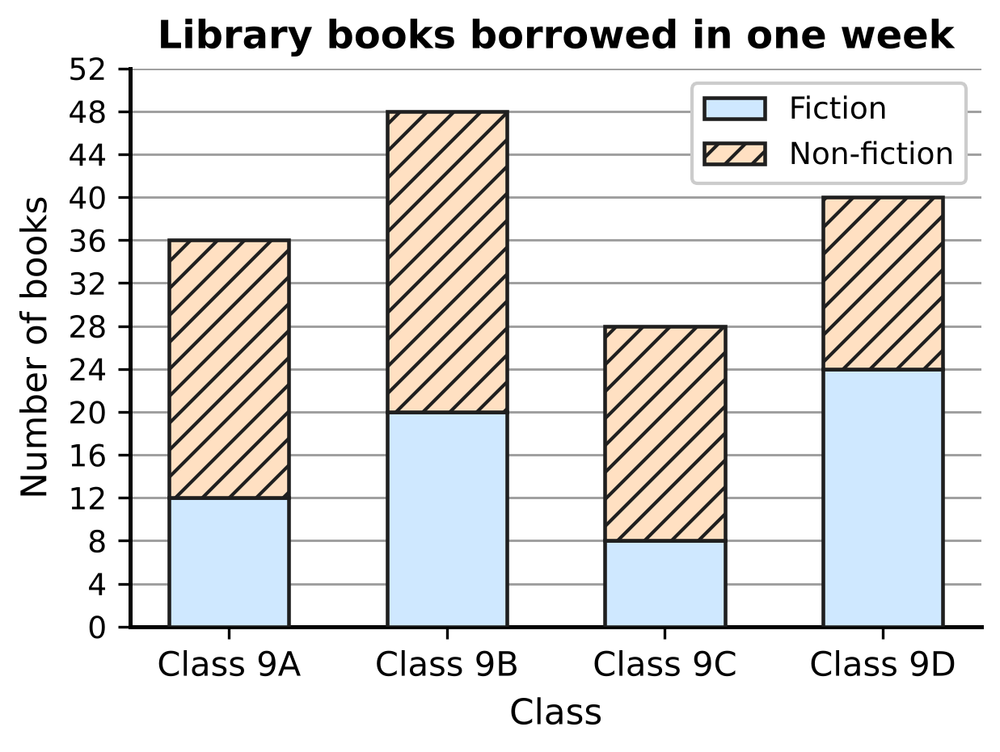 Library books borrowed in one week
52
48
44
40
36
32
28
24
20
16
12
8
4
0
Number of books
Fiction
Non-fiction
Class 9A
Class 9B
Class 9C
Class 9D
Class